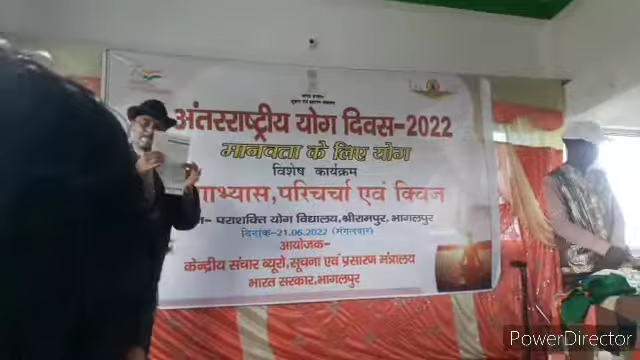 अंतरराष्ट्रीय योग दिवस-2022
मानवता के लिए योग
विशेष कार्यक्रम
परिचर्चा एवं क्विज
पराशक्ति योग विद्यालय, श्रीरामपुर, भागलपुर
दिनांक-21.06.2022 (मंगलवार)
आयोजक-
केन्द्रीय संचार ब्यूरो, सूचना एवं प्रसारण मंत्रालय
भारत सरकार, भागलपुर
PowerDirector